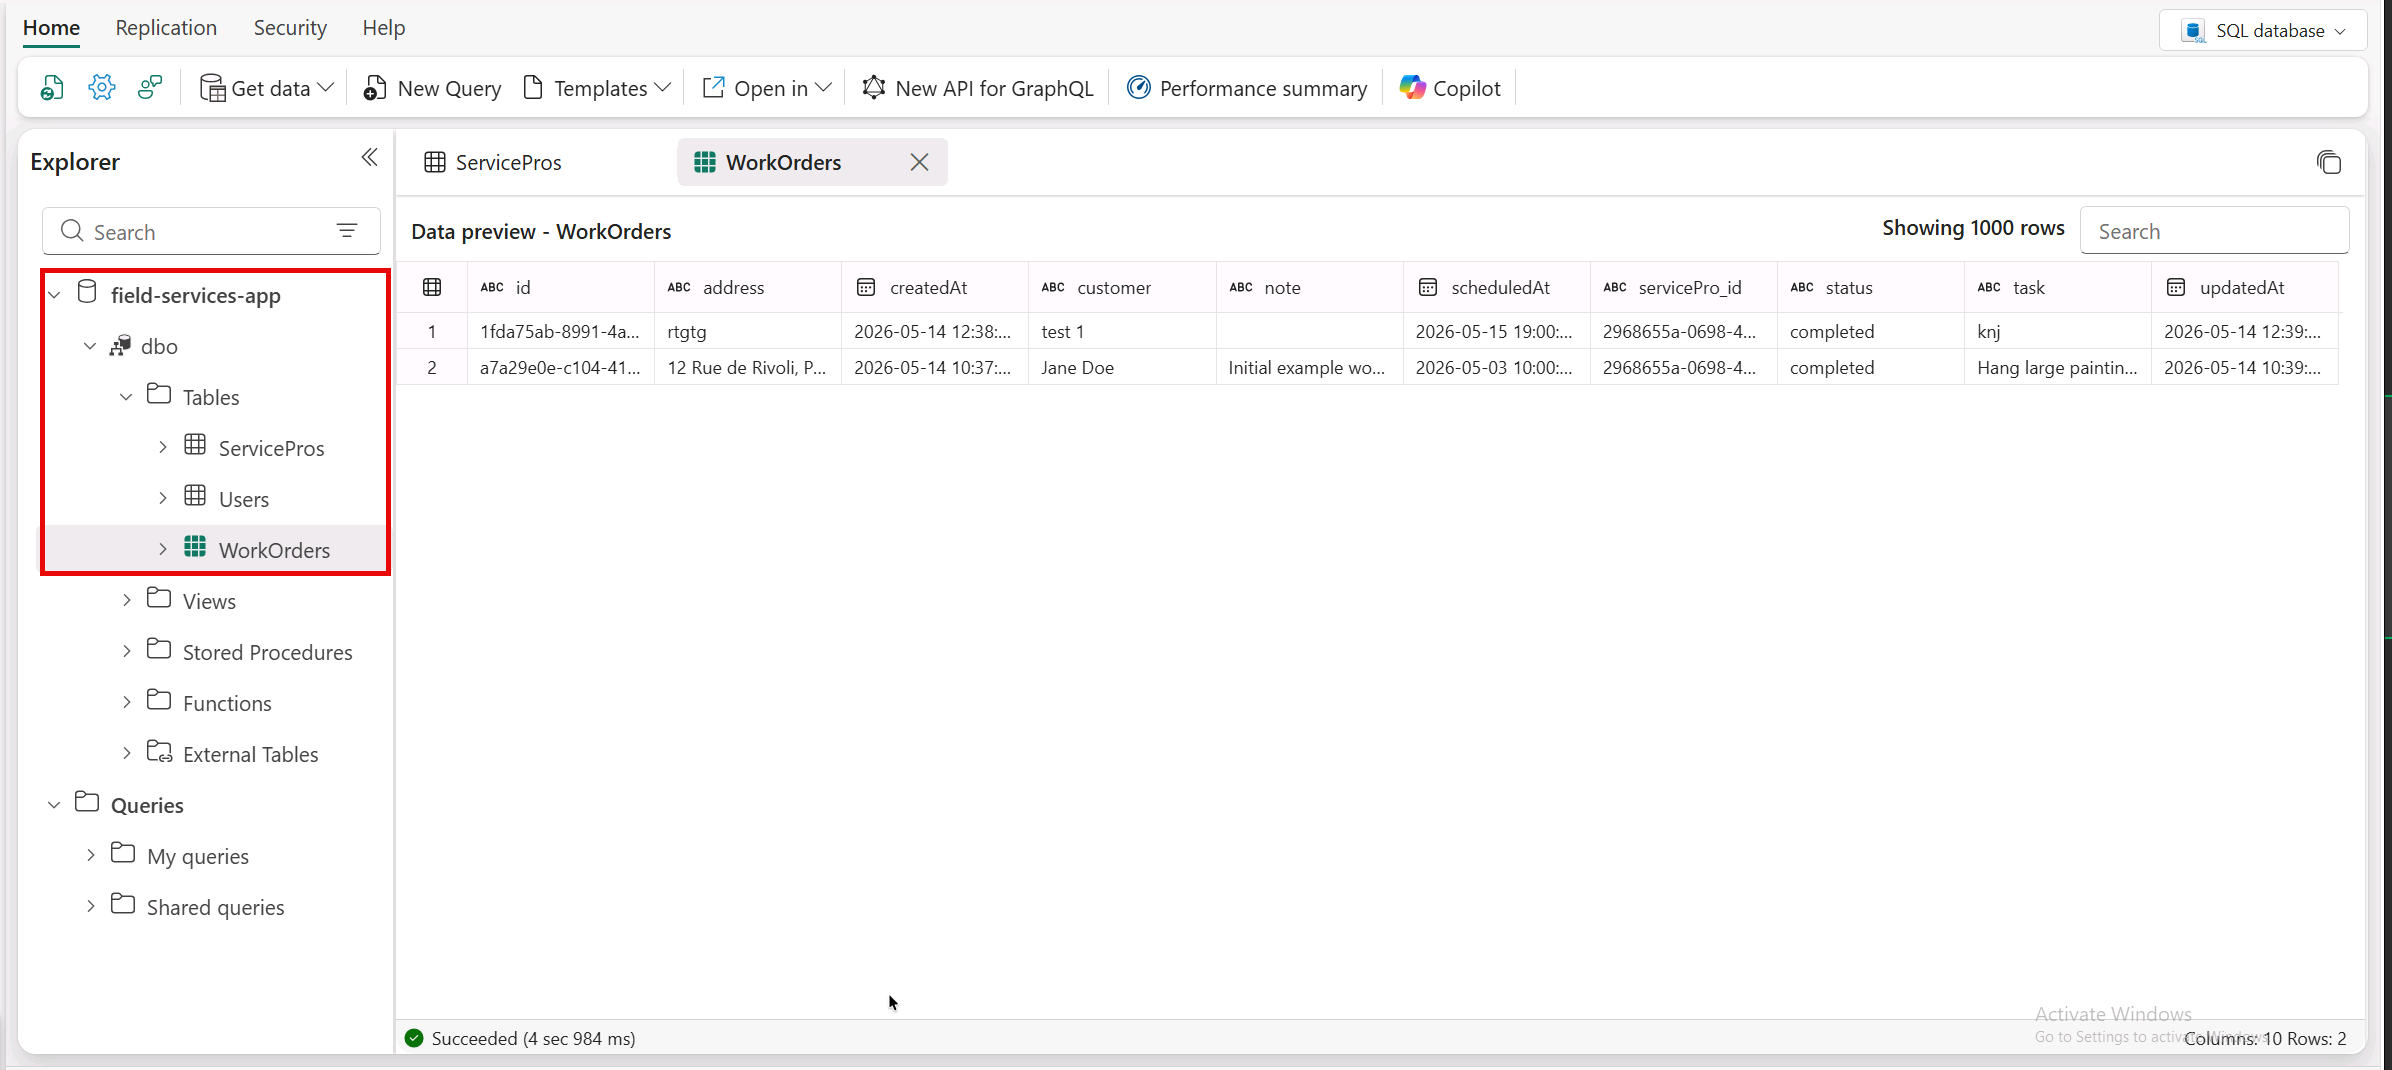 Home Replication Security Help
SQL database
Get data New Query Templates Open in New API for GraphQL Performance summary Copilot
Explorer
Search
field-services-app
dbo
Tables
ServicePros
Users
WorkOrders
Views
Stored Procedures
Functions
External Tables
Queries
My queries
Shared queries
ServicePros WorkOrders
Data preview - WorkOrders Showing 1000 rows Search
ABC id ABC address createdAt ABC customer ABC note scheduledAt ABC servicePro_id ABC status ABC task updatedAt
1 1fda75ab-8991-4a... rtgtg 2026-05-14 12:38:... test 1 2026-05-15 19:00:... 2968655a-0698-4... completed knj 2026-05-14 12:39:...
2 a7a29e0e-c104-41... 12 Rue de Rivoli, P... 2026-05-14 10:37:... Jane Doe Initial example wo... 2026-05-03 10:00:... 2968655a-0698-4... completed Hang large paintin... 2026-05-14 10:39:...
Activate Windows
Go to Settings to activate Windows.
Succeeded (4 sec 984 ms) Columns: 10 Rows: 2